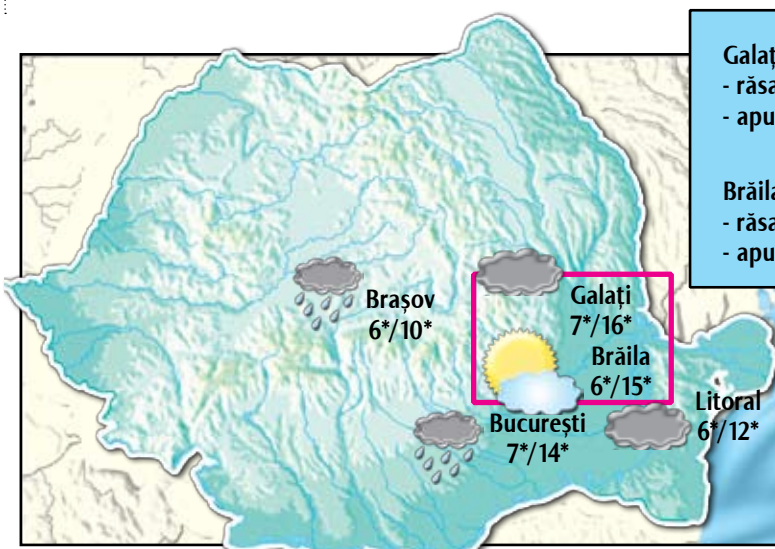 Galaț
- răsa
- apu
Brăila
- răsa
- apu
Brașov
6*/10*
Galați
7*/16*
Brăila
6*/15*
Litoral
6*/12*
București
7*/14*